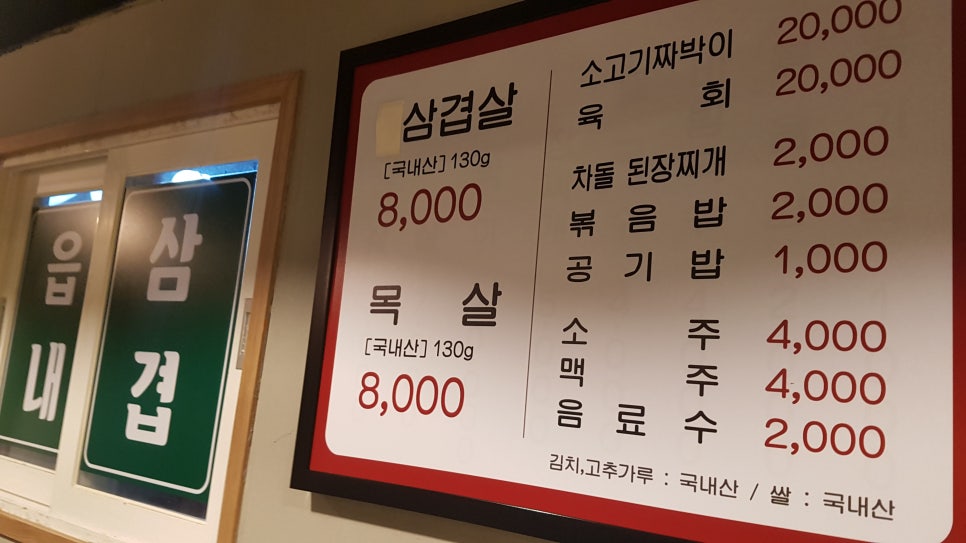 읍내
삼겹
삼겹살
[국내산] 130g
8,000
목살
[국내산] 130g
8,000
소고기짜박이 20,000
육회 20,000
차돌 된장찌개 2,000
볶음밥 2,000
공기밥 1,000
소주 4,000
맥주 4,000
음료수 2,000
김치,고추가루 : 국내산 / 쌀 : 국내산